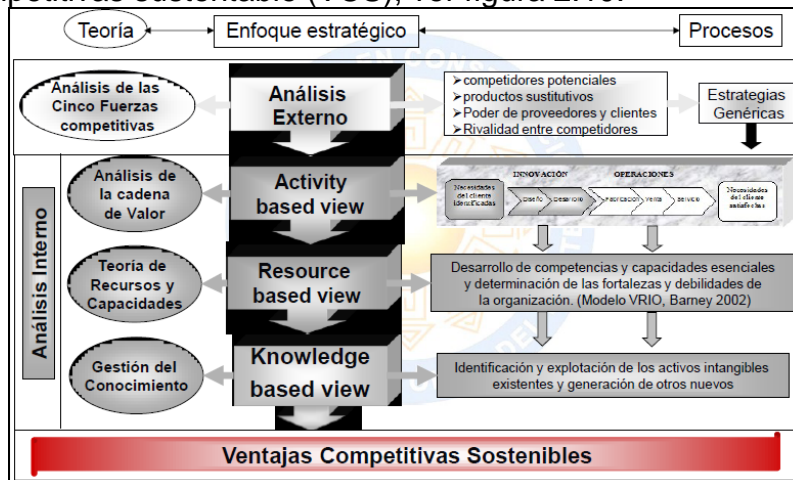 petitivas sustentable (VCS), ver figura 2.10.
Teoría
Enfoque estratégico
Procesos
Análisis de las
Cinco Fuerzas
competitivas
Análisis
Externo
➢competidores potenciales
➢productos sustitutivos
➢Poder de proveedores y clientes
➢Rivalidad entre competidores
Estrategias
Genéricas
Análisis Interno
Análisis de
la cadena
de Valor
Activity
based view
INNOVACIÓN
OPERACIONES
Necesidades
del cliente
identificadas
Diseño
Desarrollo
Fabricación
Venta
Servicio
Necesidades
del cliente
satisfechas
Teoría de
Recursos y
Capacidades
Resource
based view
Desarrollo de competencias y capacidades esenciales
y determinación de las fortalezas y debilidades de
la organización. (Modelo VRIO, Barney 2002)
Gestión del
Conocimiento
Knowledge
based view
Identificación y explotación de los activos intangibles
existentes y generación de otros nuevos
Ventajas Competitivas Sostenibles